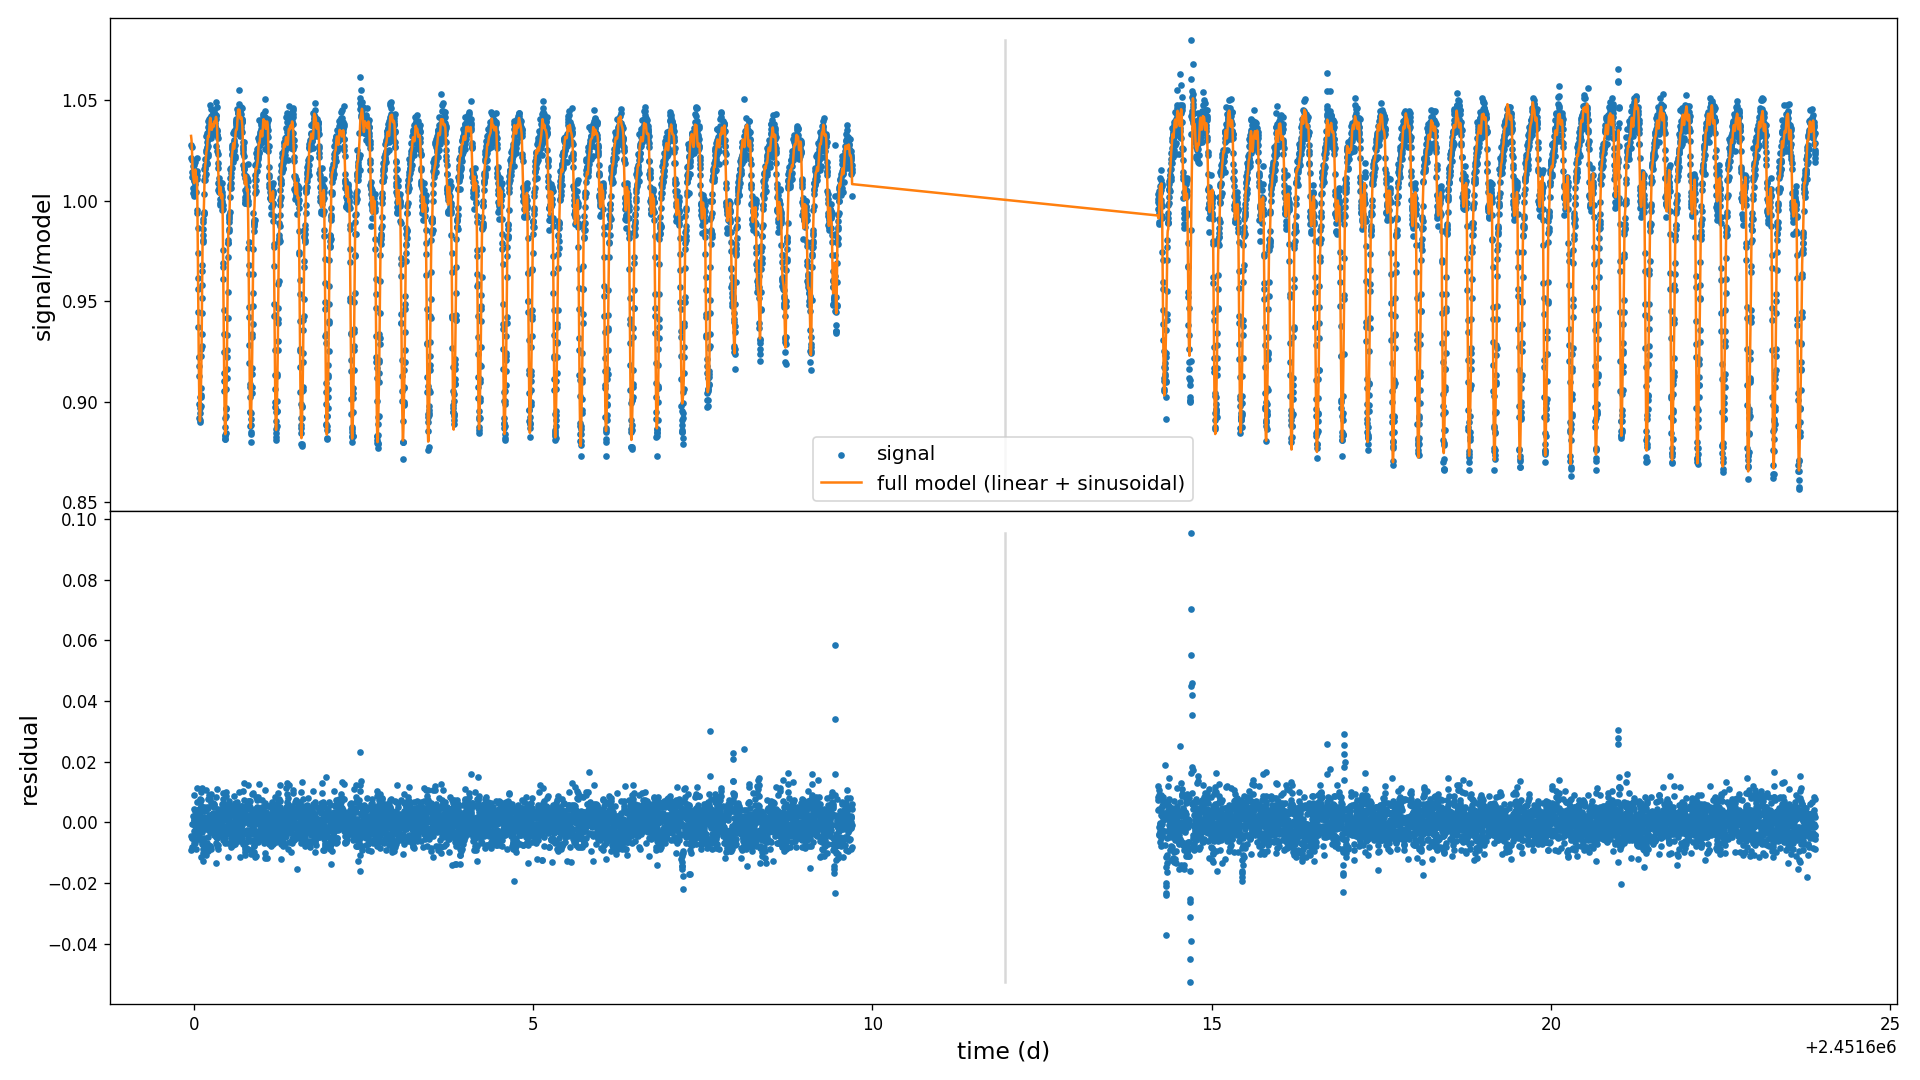 signal/model
1.05
1.00
0.95
0.90
0.85
signal
full model (linear + sinusoidal)
residual
0.10
0.08
0.06
0.04
0.02
0.00
−0.02
−0.04
0 5 10 15 20 25
time (d)
+2.4516e6